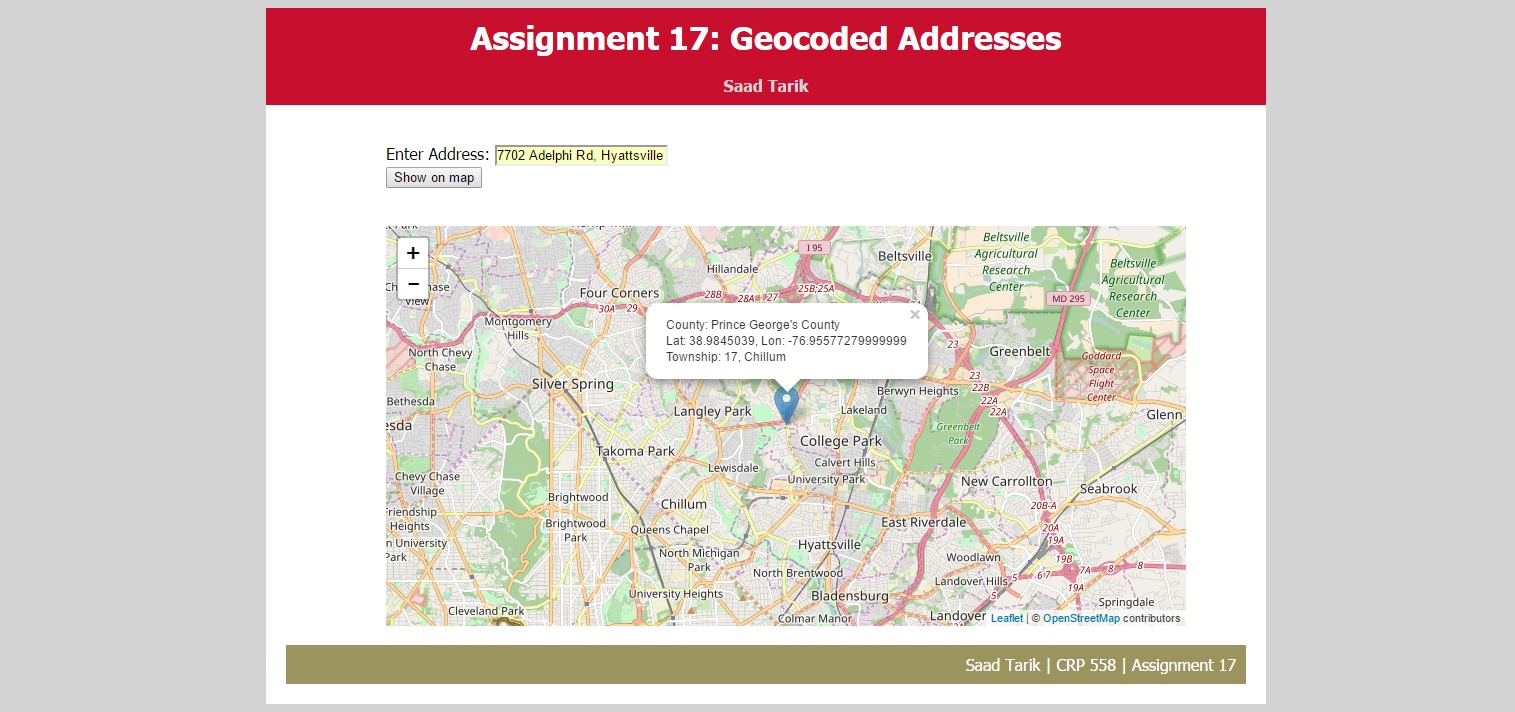 Assignment 17: Geocoded Addresses
Saad Tarik
Enter Address: 7702 Adelphi Rd, Hyattsville
Show on map
+
−
I 95
Beltsville
Beltsville
Agricultural
Research
Center
Beltsville
Agricultural
Research
Center
Hillandale
Four Corners
28B
28A
27
25B;25A
30A
29
MD 295
View
Montgomery
Hills
County: Prince George's County
Lat: 38.9845039, Lon: -76.95577279999999
Township: 17, Chillum
×
North Chevy
Chase
23
Greenbelt
Goddard
Space
Flight
Center
Silver Spring
22B
22A
22A
Berwyn Heights
Bethesda
esda
Langley Park
Lakeland
Glenn
Greenbelt
Park
College Park
Takoma Park
Calvert Hills
Lewisdale
University Park
Chevy Chase
Village
New Carrollton
Seabrook
Brightwood
Chillum
20B-A
Friendship
Heights
Brightwood
Park
Queens Chapel
East Riverdale
20A
19A
n University
Park
North Michigan
Park
Hyattsville
Woodlawn
19B
7A
8
8
North Brentwood
Landover Hills
5
6
7
5
University Heights
Bladensburg
Springdale
Cleveland Park
Colmar Manor
Landover
Leaflet | © OpenStreetMap contributors
Saad Tarik | CRP 558 | Assignment 17